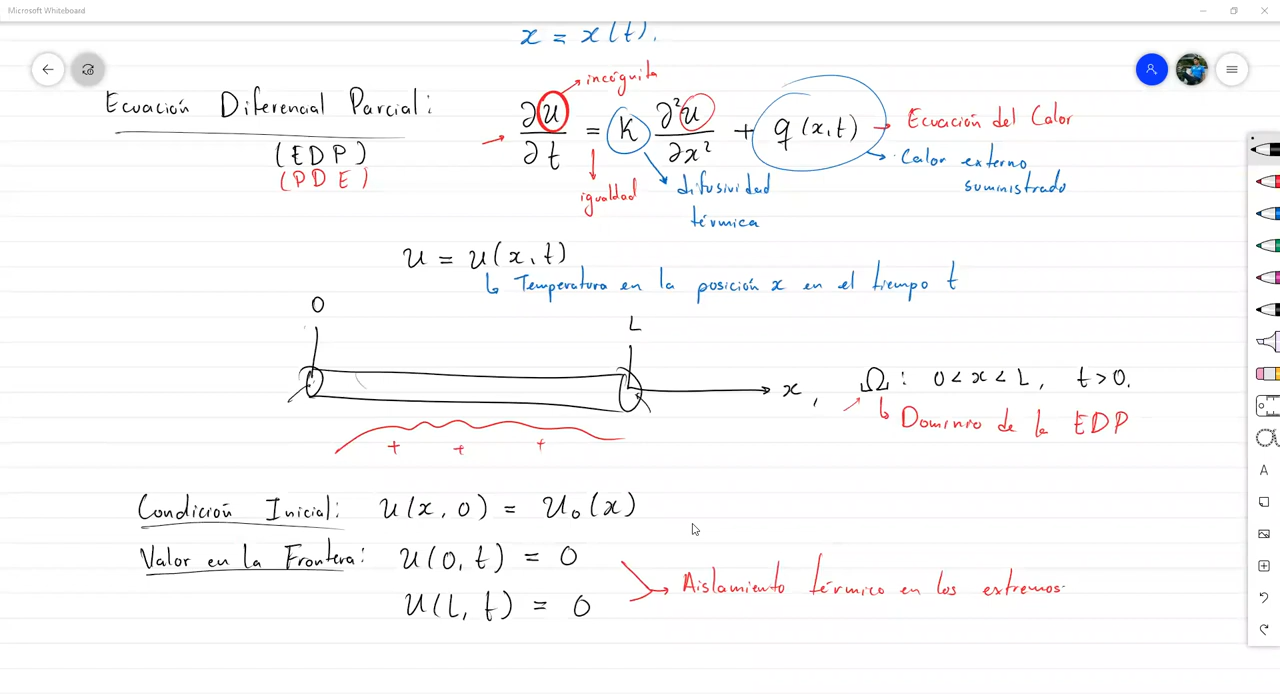 Microsoft Whiteboard
x = x(t).
incógnita
Ecuación Diferencial Parcial:
(EDP)
(PDE)
∂u/∂t = K ∂²u/∂x² + q(x,t)
Ecuación del Calor
Calor externo
suministrado
igualdad
difusividad
térmica
u = u(x,t)
Temperatura en la posición x en el tiempo t
0
L
x,
Ω: 0 < x < L, t > 0.
Dominio de la EDP
+ + +
Condición Inicial: u(x,0) = u₀(x)
Valor en la Frontera: u(0,t) = 0
u(L,t) = 0
Aislamiento térmico en los extremos.
A